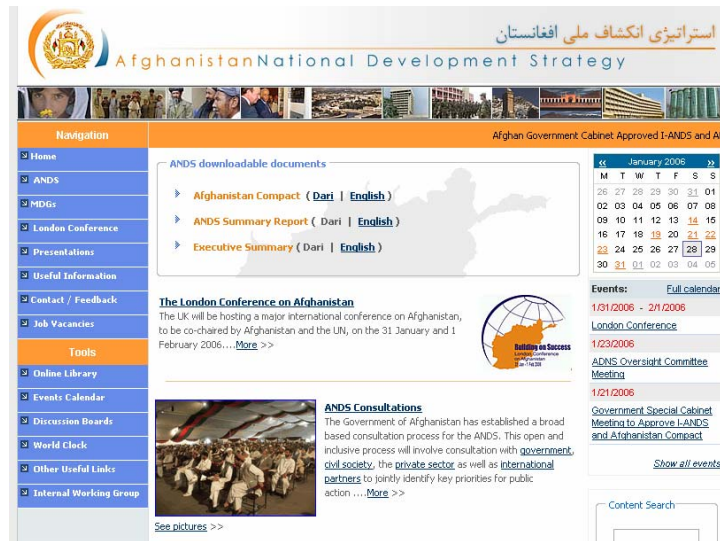 استراتیژی انکشاف ملی افغانستان
Afghanistan National Development Strategy
Navigation
Afghan Government Cabinet Approved I-ANDS and A
Home
ANDS
MDGs
London Conference
Presentations
Useful Information
Contact / Feedback
Job Vacancies
Tools
Online Library
Events Calendar
Discussion Boards
World Clock
Other Useful Links
Internal Working Group
ANDS downloadable documents
Afghanistan Compact ( Dari | English )
ANDS Summary Report ( Dari | English )
Executive Summary ( Dari | English )
The London Conference on Afghanistan
The UK will be hosting a major international conference on Afghanistan,
to be co-chaired by Afghanistan and the UN, on the 31 January and 1
February 2006....More >>
Building on Success
London Conference
on Afghanistan
ANDS Consultations
The Government of Afghanistan has established a broad
based consultation process for the ANDS. This open and
inclusive process will involve consultation with government,
civil society, the private sector as well as international
partners to jointly identify key priorities for public
action ....More >>
See pictures >>
<< January 2006 >>
M T W T F S S
26 27 28 29 30 31 01
02 03 04 05 06 07 08
09 10 11 12 13 14 15
16 17 18 19 20 21 22
23 24 25 26 27 28 29
30 31 01 02 03 04 05
Events: Full calendar
1/31/2006 - 2/1/2006
London Conference
1/23/2006
ADNS Oversight Committee
Meeting
1/21/2006
Government Special Cabinet
Meeting to Approve I-ANDS
and Afghanistan Compact
Show all events
Content Search